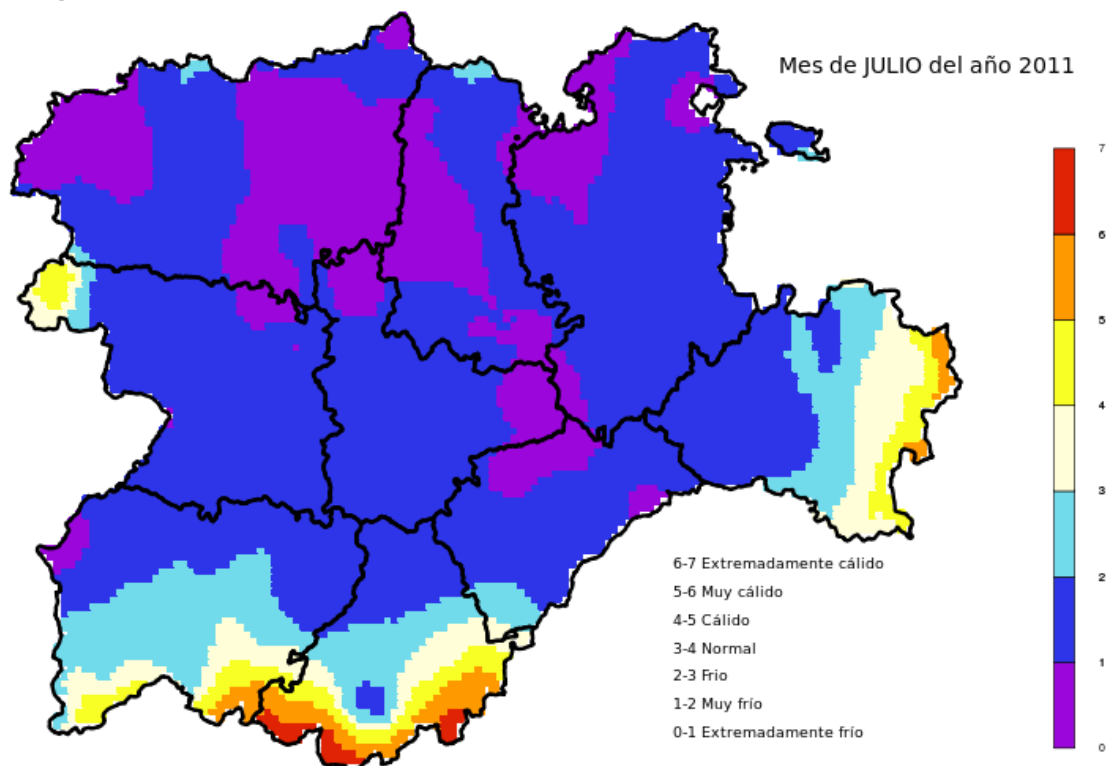 Mes de JULIO del año 2011
7
6
5
4
3
2
1
0
6-7 Extremadamente cálido
5-6 Muy cálido
4-5 Cálido
3-4 Normal
2-3 Frio
1-2 Muy frío
0-1 Extremadamente frío